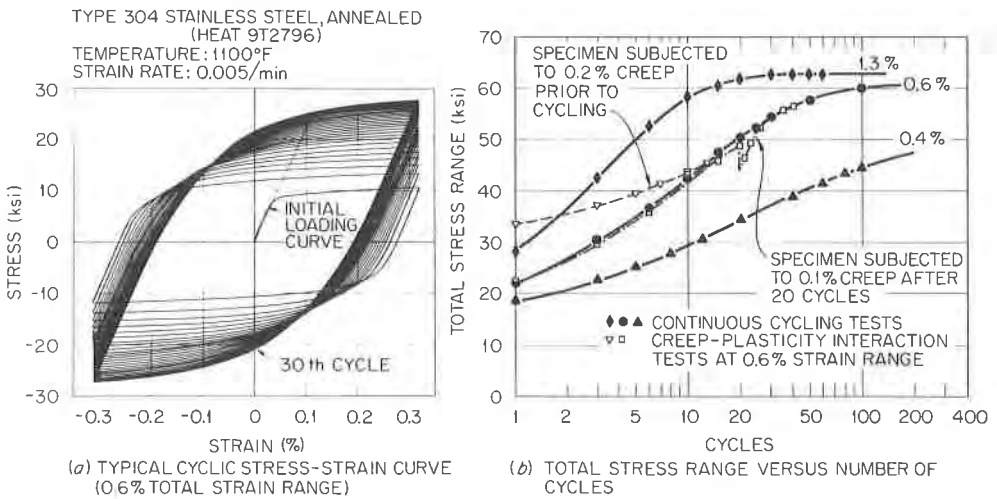 TYPE 304 STAINLESS STEEL, ANNEALED
(HEAT 9T2796)
TEMPERATURE: 1100°F
STRAIN RATE: 0.005/min
30
20
10
0
-10
-20
-30
STRESS (ksi)
INITIAL
LOADING
CURVE
30th CYCLE
-0.3
-0.2
-0.1
0
0.1
0.2
0.3
STRAIN (%)
(a) TYPICAL CYCLIC STRESS-STRAIN CURVE
(0.6% TOTAL STRAIN RANGE)
70
60
50
40
30
20
10
0
TOTAL STRESS RANGE (ksi)
SPECIMEN SUBJECTED
TO 0.2% CREEP
PRIOR TO
CYCLING
1.3%
0.6%
0.4%
SPECIMEN SUBJECTED
TO 0.1% CREEP AFTER
20 CYCLES
CONTINUOUS CYCLING TESTS
CREEP-PLASTICITY INTERACTION
TESTS AT 0.6% STRAIN RANGE
1
2
5
10
20
50
100
200
400
CYCLES
(b) TOTAL STRESS RANGE VERSUS NUMBER OF
CYCLES